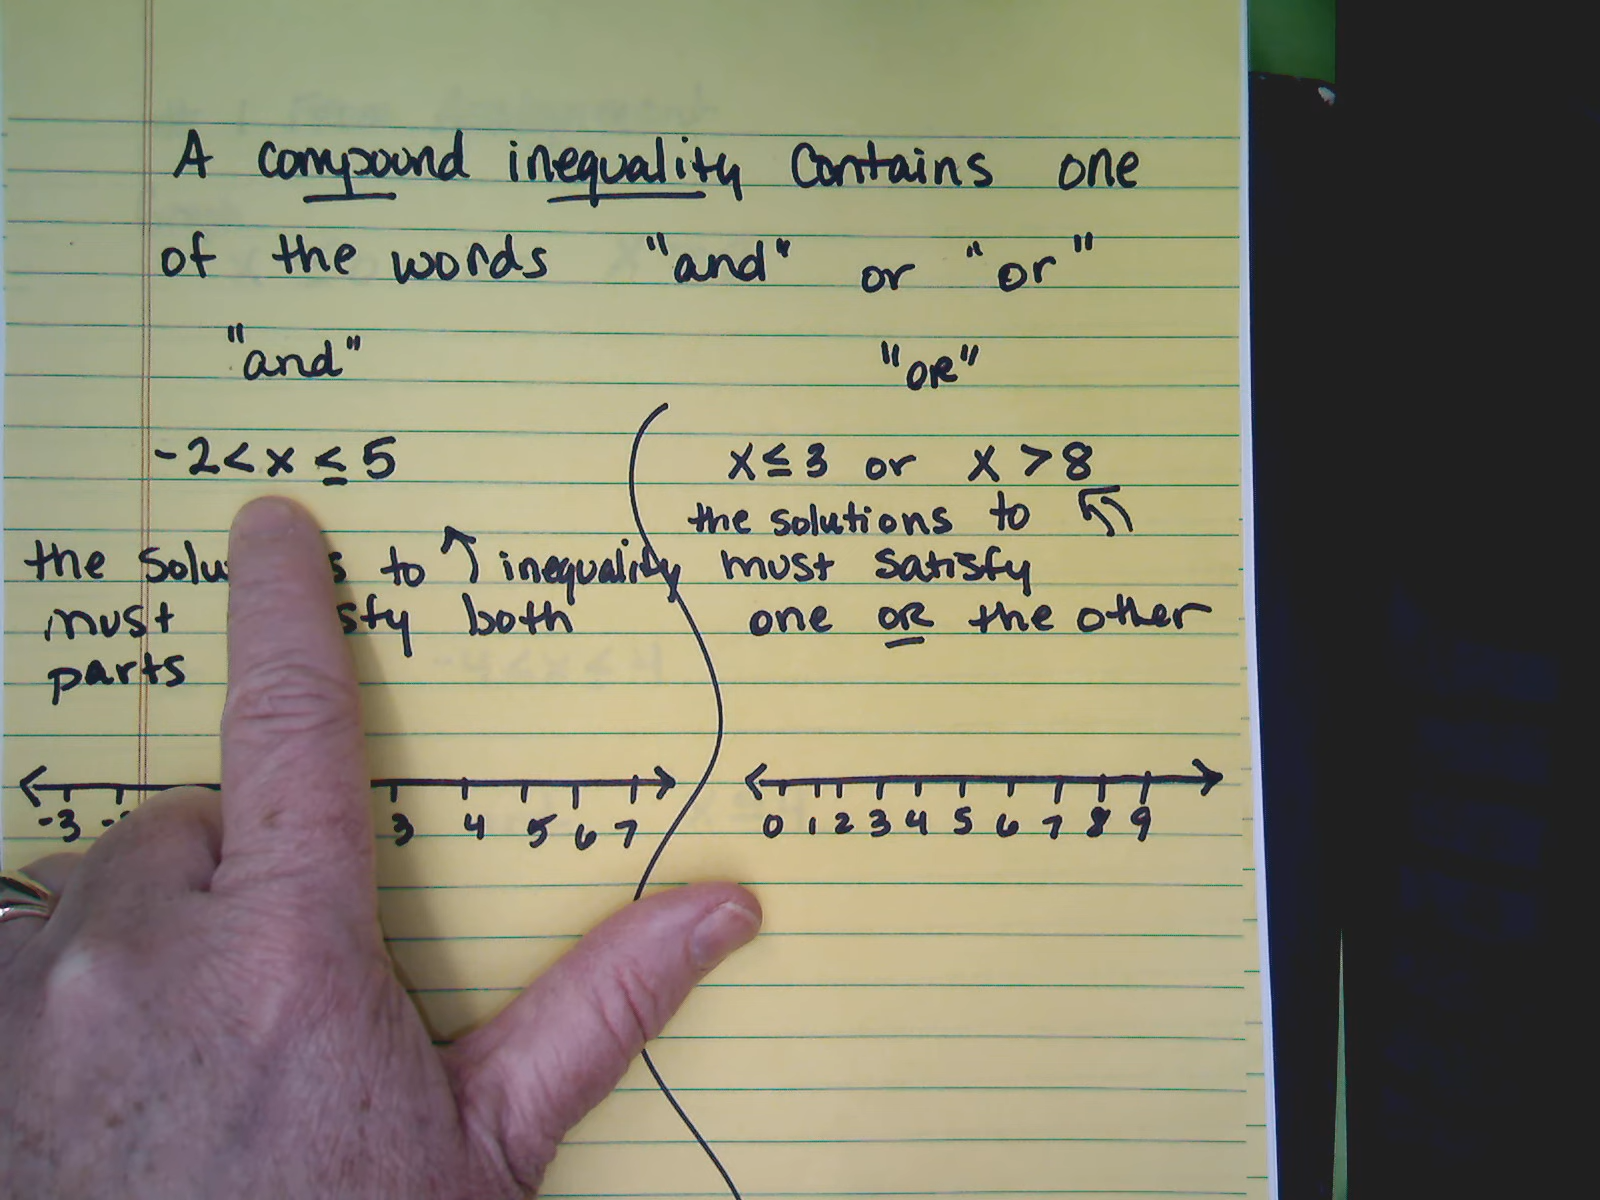 A compound inequality contains one
of the words "and" or "or"
"and"
-2 < x ≤ 5
the to inequality
must both
parts
-3 3 4 5 6 7
"OR"
x ≤ 3 or x > 8
the solutions to
must satisfy
one OR the other
0 1 2 3 4 5 6 7 8 9